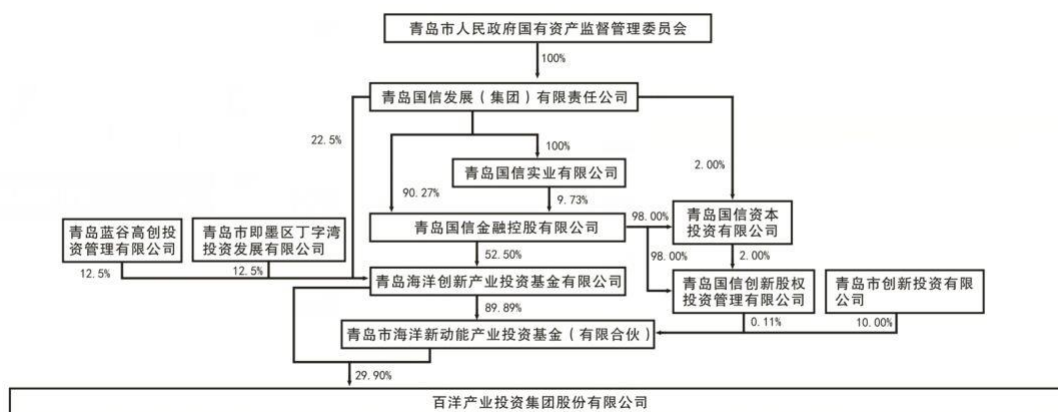 青岛市人民政府国有资产监督管理委员会
100%
青岛国信发展（集团）有限责任公司
22.5%
100%
2.00%
青岛国信实业有限公司
90.27%
9.73%
青岛蓝谷高创投
资管理有限公司
青岛市即墨区丁字湾
投资发展有限公司
青岛国信金融控股有限公司
98.00%
青岛国信资本
投资有限公司
12.5%
12.5%
52.50%
98.00%
2.00%
青岛海洋创新产业投资基金有限公司
青岛国信创新股权
投资管理有限公司
青岛市创新投资有限
公司
89.89%
0.11%
10.00%
青岛市海洋新动能产业投资基金（有限合伙）
29.90%
百洋产业投资集团股份有限公司